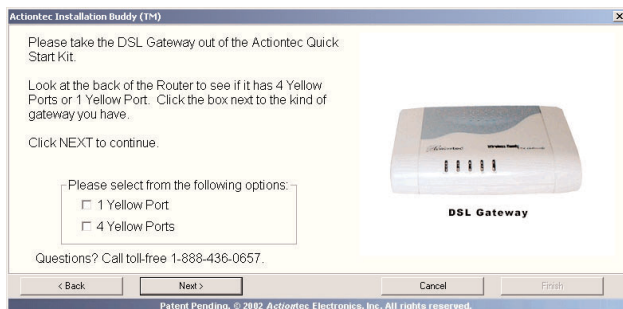 Actiontec Installation Buddy (TM)
Please take the DSL Gateway out of the Actiontec Quick
Start Kit.
Look at the back of the Router to see if it has 4 Yellow
Ports or 1 Yellow Port. Click the box next to the kind of
gateway you have.
Click NEXT to continue.
Please select from the following options:
1 Yellow Port
4 Yellow Ports
Questions? Call toll-free 1-888-436-0657.
Actiontec
Wireless Ready
DSL Gateway
< Back
Next >
Cancel
Finish
Patent Pending, © 2002 Actiontec Electronics, Inc. All rights reserved.